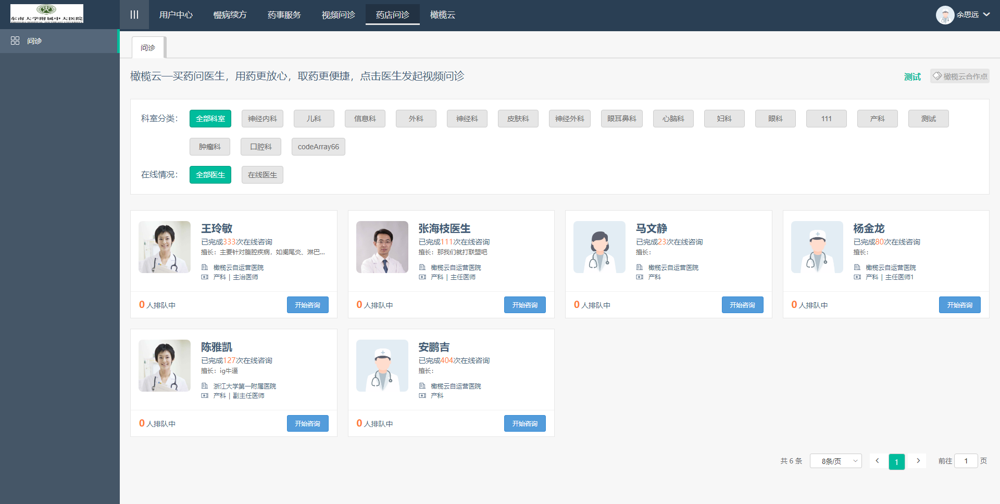 东南大学附属中大医院
ZHONGDA HOSPITAL SOUTHEAST UNIVERSITY
用户中心 慢病续方 药事服务 视频问诊 药店问诊 橄榄云 余思远
问诊
问诊
橄榄云—买药问医生，用药更放心，取药更便捷，点击医生发起视频问诊 测试 橄榄云合作点
科室分类： 全部科室 神经内科 儿科 信息科 外科 神经科 皮肤科 神经外科 眼耳鼻科 心脑科 妇科 眼科 111 产科 测试
肿瘤科 口腔科 codeArray66
在线情况： 全部医生 在线医生
王玲敏
已完成333次在线咨询
擅长：主要针对腹腔疾病，如阑尾炎、淋巴...
橄榄云自运营医院
产科 | 主治医师
0 人排队中 开始咨询
张海枝医生
已完成111次在线咨询
擅长：那我们就打联盟吧
橄榄云自运营医院
产科 | 主任医师
0 人排队中 开始咨询
马文静
已完成23次在线咨询
擅长：
橄榄云自运营医院
产科
0 人排队中 开始咨询
杨金龙
已完成80次在线咨询
擅长：
橄榄云自运营医院
产科 | 主任医师1
0 人排队中 开始咨询
陈雅凯
已完成127次在线咨询
擅长：ig牛逼
浙江大学第一附属医院
产科 | 副主任医师
0 人排队中 开始咨询
安鹏吉
已完成404次在线咨询
擅长：
橄榄云自运营医院
产科
0 人排队中 开始咨询
共 6 条 8条/页 1 前往 1 页